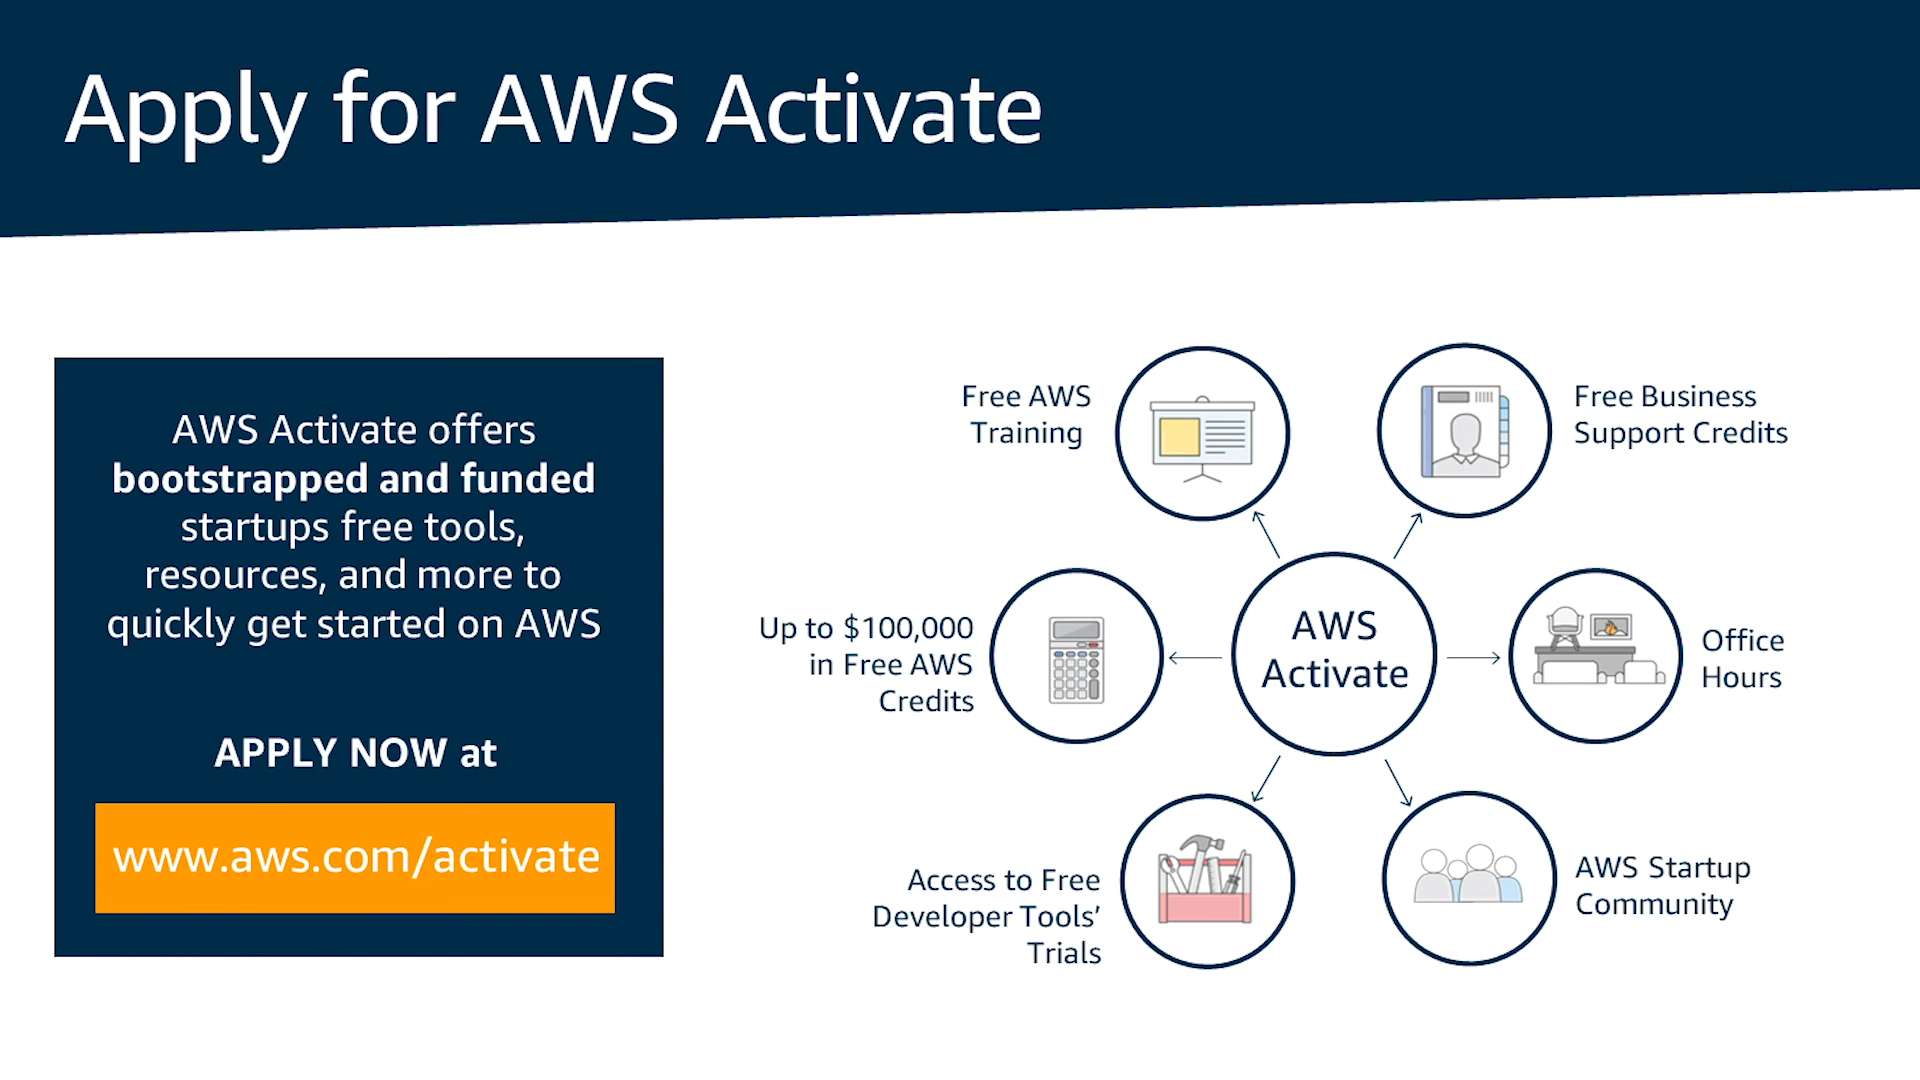 Apply for AWS Activate
AWS Activate offers
bootstrapped and funded
startups free tools,
resources, and more to
quickly get started on AWS
APPLY NOW at
www.aws.com/activate
Free AWS
Training
Free Business
Support Credits
Up to $100,000
in Free AWS
Credits
AWS
Activate
Office
Hours
Access to Free
Developer Tools’
Trials
AWS Startup
Community